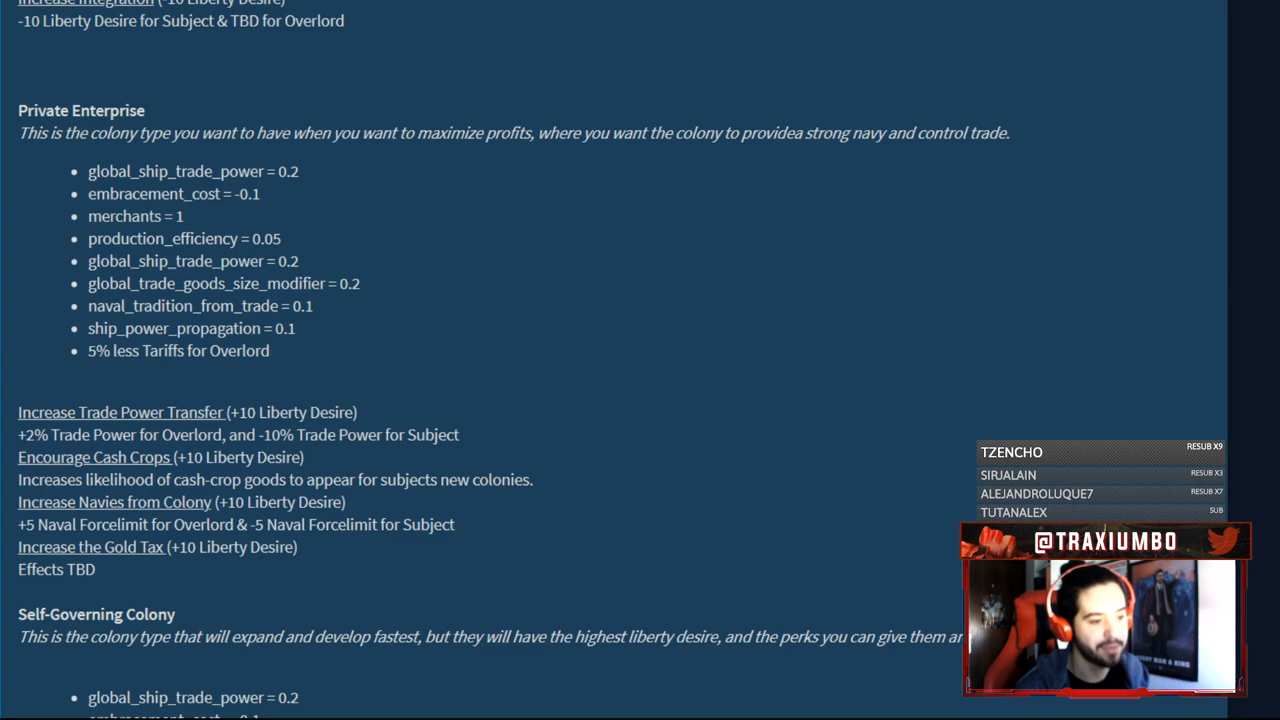 Increase Integration (-10 Liberty Desire)
-10 Liberty Desire for Subject & TBD for Overlord
Private Enterprise
This is the colony type you want to have when you want to maximize profits, where you want the colony to providea strong navy and control trade.
global_ship_trade_power = 0.2
embracement_cost = -0.1
merchants = 1
production_efficiency = 0.05
global_ship_trade_power = 0.2
global_trade_goods_size_modifier = 0.2
naval_tradition_from_trade = 0.1
ship_power_propagation = 0.1
5% less Tariffs for Overlord
Increase Trade Power Transfer (+10 Liberty Desire)
+2% Trade Power for Overlord, and -10% Trade Power for Subject
Encourage Cash Crops (+10 Liberty Desire)
Increases likelihood of cash-crop goods to appear for subjects new colonies.
Increase Navies from Colony (+10 Liberty Desire)
+5 Naval Forcelimit for Overlord & -5 Naval Forcelimit for Subject
Increase the Gold Tax (+10 Liberty Desire)
Effects TBD
Self-Governing Colony
This is the colony type that will expand and develop fastest, but they will have the highest liberty desire, and the perks you can give them
global_ship_trade_power = 0.2
TZENCHO RESUB X9
SIRJALAIN RESUB X3
ALEJANDROLUQUE7 RESUB X7
TUTANALEX SUB
@TRAXIUMBO